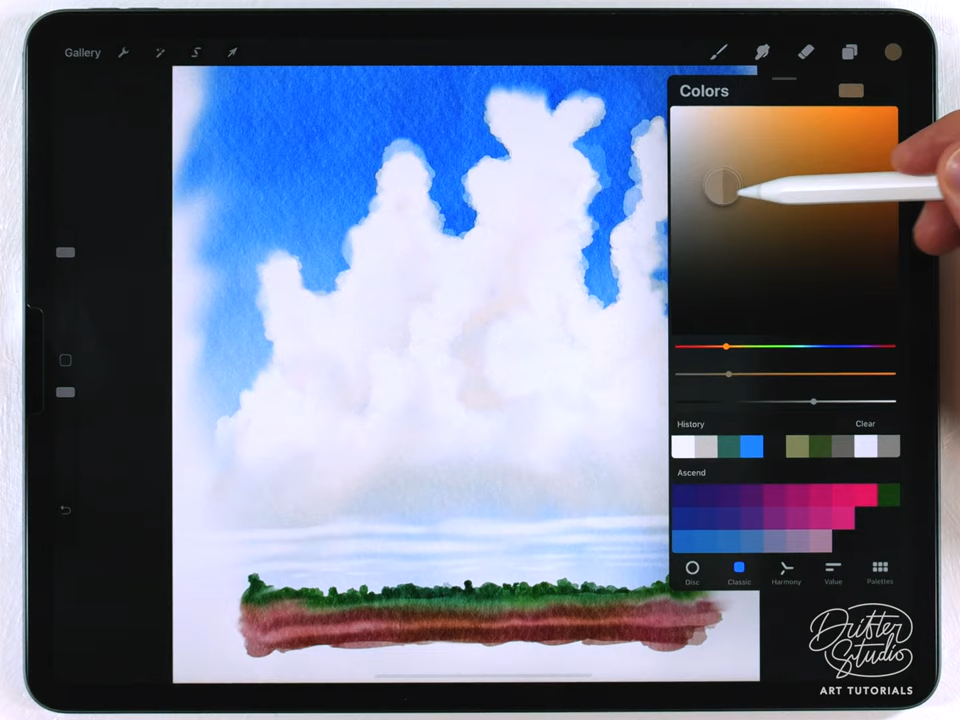 Gallery
Colors
History
Clear
Ascend
Disc
Classic
Harmony
Value
Palettes
Drifter
Studio
ART TUTORIALS